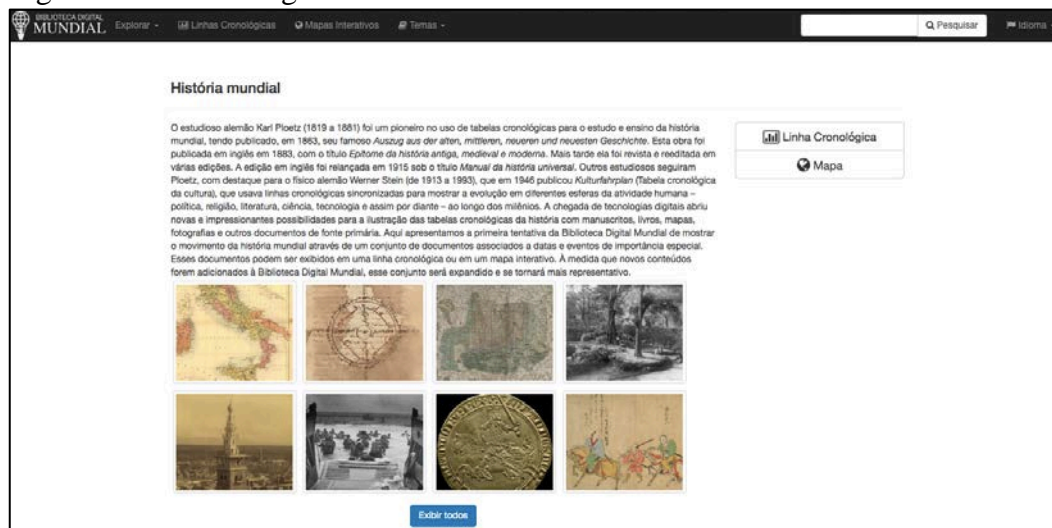 BIBLIOTECA DIGITAL
MUNDIAL
Explorar
Linhas Cronológicas
Mapas Interativos
Temas
Pesquisar
Idioma
História mundial
O estudioso alemão Karl Ploetz (1819 a 1881) foi um pioneiro no uso de tabelas cronológicas para o estudo e ensino da história
mundial, tendo publicado, em 1863, seu famoso Auszug aus der alten, mittleren, neueren und neuesten Geschichte. Esta obra foi
publicada em inglês em 1883, com o título Epítome da história antiga, medieval e moderna. Mais tarde ela foi revista e reeditada em
várias edições. A edição em inglês foi relançada em 1915 sob o título Manual da história universal. Outros estudiosos seguiram
Ploetz, com destaque para o físico alemão Werner Stein (de 1913 a 1993), que em 1946 publicou Kulturfahrplan (Tabela cronológica
da cultura), que usava linhas cronológicas sincronizadas para mostrar a evolução em diferentes esferas da atividade humana –
política, religião, literatura, ciência, tecnologia e assim por diante – ao longo dos milênios. A chegada de tecnologias digitais abriu
novas e impressionantes possibilidades para a ilustração das tabelas cronológicas da história com manuscritos, livros, mapas,
fotografias e outros documentos de fonte primária. Aqui apresentamos a primeira tentativa da Biblioteca Digital Mundial de mostrar
o movimento da história mundial através de um conjunto de documentos associados a datas e eventos de importância especial.
Esses documentos podem ser exibidos em uma linha cronológica ou em um mapa interativo. À medida que novos conteúdos
forem adicionados à Biblioteca Digital Mundial, esse conjunto será expandido e se tornará mais representativo.
Linha Cronológica
Mapa
Exibir todos